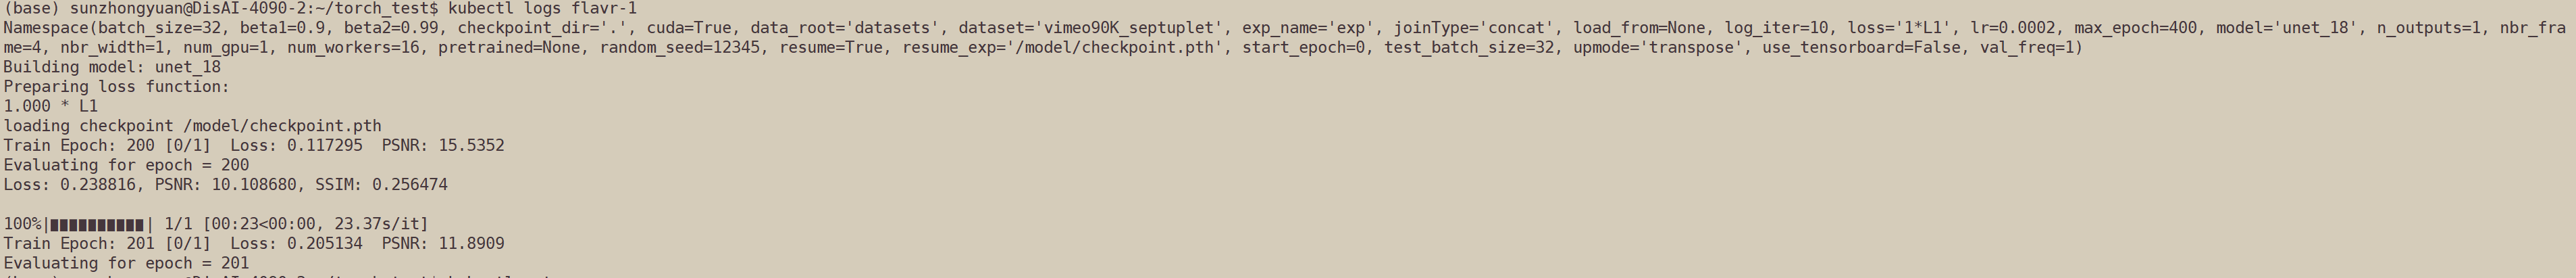 (base) sunzhongyuan@DisAI-4090-2:~/torch_test$ kubectl logs flavr-1
Namespace(batch_size=32, beta1=0.9, beta2=0.99, checkpoint_dir='.', cuda=True, data_root='datasets', dataset='vimeo90K_septuplet', exp_name='exp', joinType='concat', load_from=None, log_iter=10, loss='1*L1', lr=0.0002, max_epoch=400, model='unet_18', n_outputs=1, nbr_fra
me=4, nbr_width=1, num_gpu=1, num_workers=16, pretrained=None, random_seed=12345, resume=True, resume_exp='/model/checkpoint.pth', start_epoch=0, test_batch_size=32, upmode='transpose', use_tensorboard=False, val_freq=1)
Building model: unet_18
Preparing loss function:
1.000 * L1
loading checkpoint /model/checkpoint.pth
Train Epoch: 200 [0/1]  Loss: 0.117295  PSNR: 15.5352
Evaluating for epoch = 200
Loss: 0.238816, PSNR: 10.108680, SSIM: 0.256474
100%|██████████| 1/1 [00:23<00:00, 23.37s/it]
Train Epoch: 201 [0/1]  Loss: 0.205134  PSNR: 11.8909
Evaluating for epoch = 201